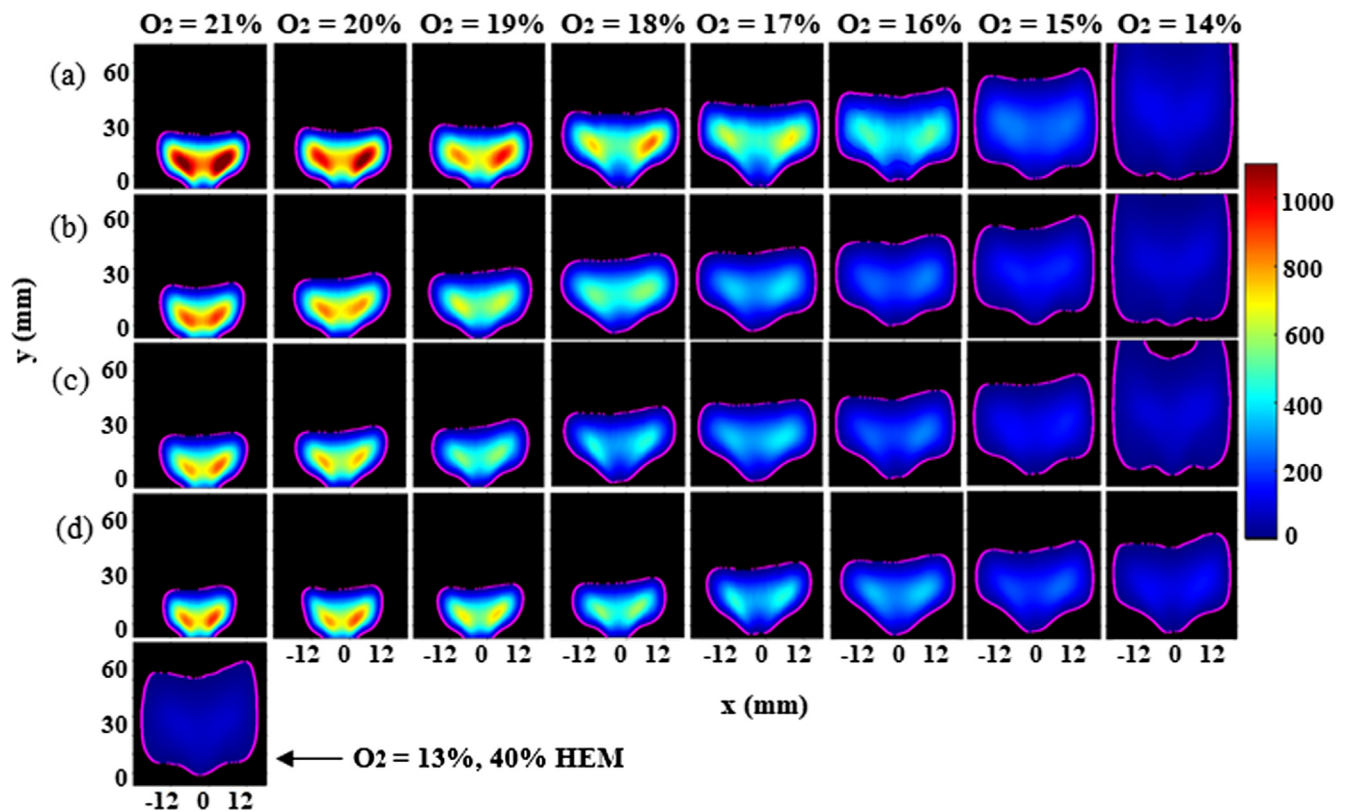 O2 = 21% O2 = 20% O2 = 19% O2 = 18% O2 = 17% O2 = 16% O2 = 15% O2 = 14%
(a)
60
30
0
(b)
60
30
0
(c)
60
30
0
(d)
60
30
0
y (mm)
1000
800
600
400
200
0
-12 0 12 -12 0 12 -12 0 12 -12 0 12 -12 0 12 -12 0 12 -12 0 12
x (mm)
60
30
0
O2 = 13%, 40% HEM
-12 0 12